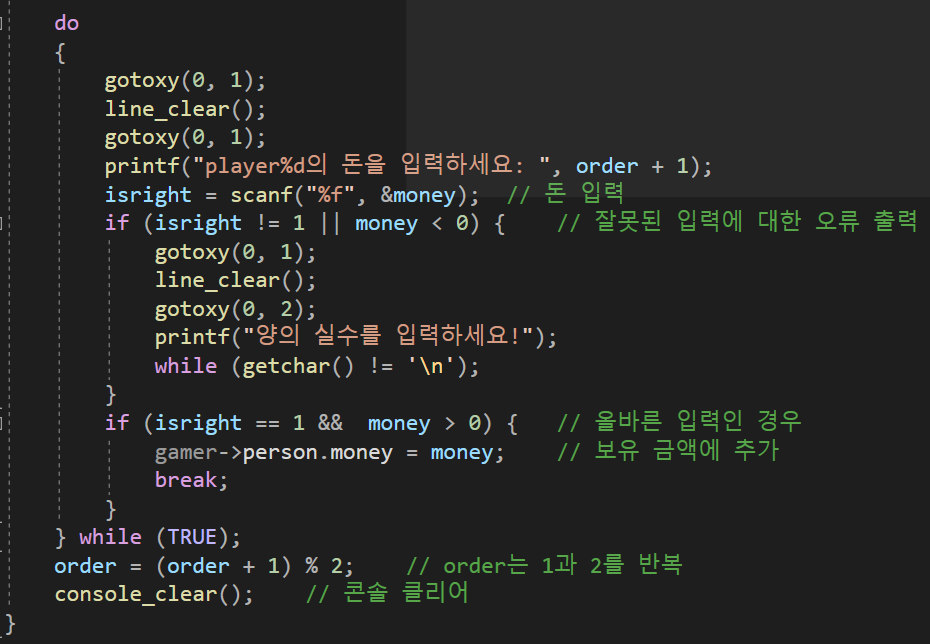 do
{
gotoxy(0, 1);
line_clear();
gotoxy(0, 1);
printf("player%d의 돈을 입력하세요: ", order + 1);
isright = scanf("%f", &money);  // 돈 입력
if (isright != 1 || money < 0) {    // 잘못된 입력에 대한 오류 출력
gotoxy(0, 1);
line_clear();
gotoxy(0, 2);
printf("양의 실수를 입력하세요!");
while (getchar() != '\n');
}
if (isright == 1 &&  money > 0) {   // 올바른 입력인 경우
gamer->person.money = money;    // 보유 금액에 추가
break;
}
} while (TRUE);
order = (order + 1) % 2;    // order는 1과 2를 반복
console_clear();    // 콘솔 클리어
}